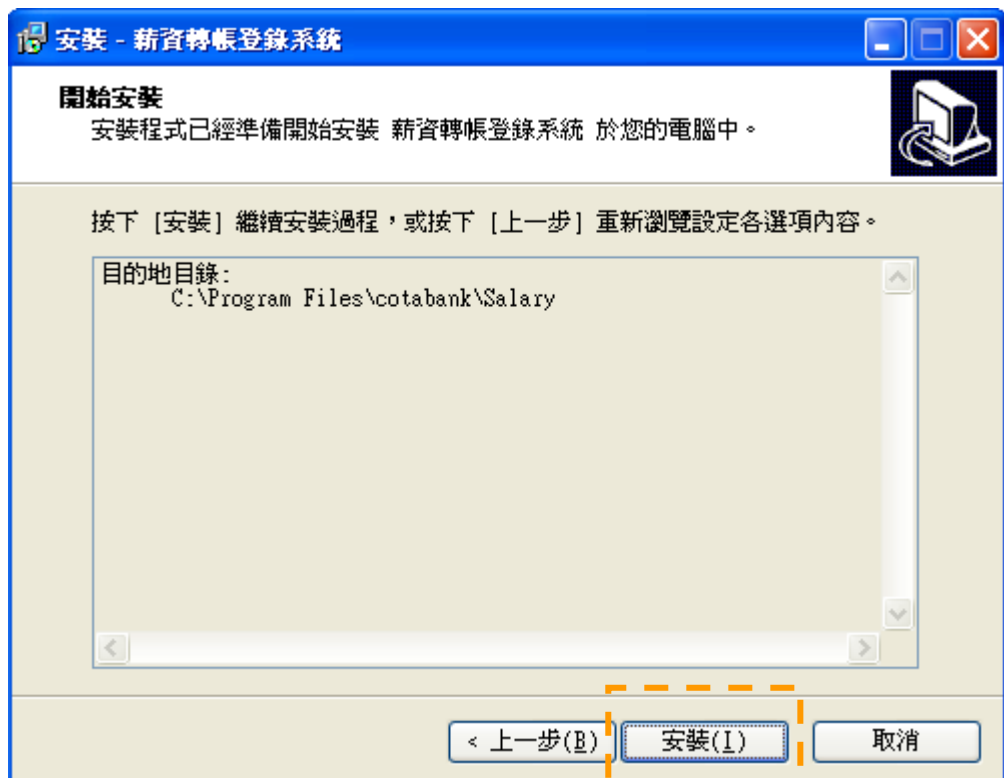 安裝 - 薪資轉帳登錄系統
開始安裝
安裝程式已經準備開始安裝 薪資轉帳登錄系統 於您的電腦中。
按下 [安裝] 繼續安裝過程，或按下 [上一步] 重新瀏覽設定各選項內容。
目的地目錄:
C:\Program Files\cotabank\Salary
< 上一步(B) 安裝(I) 取消